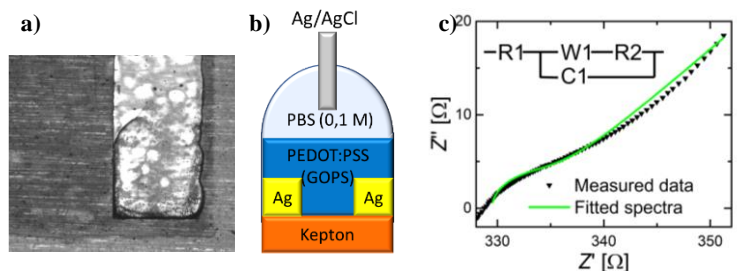 a)
b)
Ag/AgCl
PBS (0,1 M)
PEDOT:PSS
(GOPS)
Ag
Ag
Kepton
c)
20
10
0
Z'' [Ω]
R1
W1
R2
C1
Measured data
Fitted spectra
330
340
350
Z' [Ω]